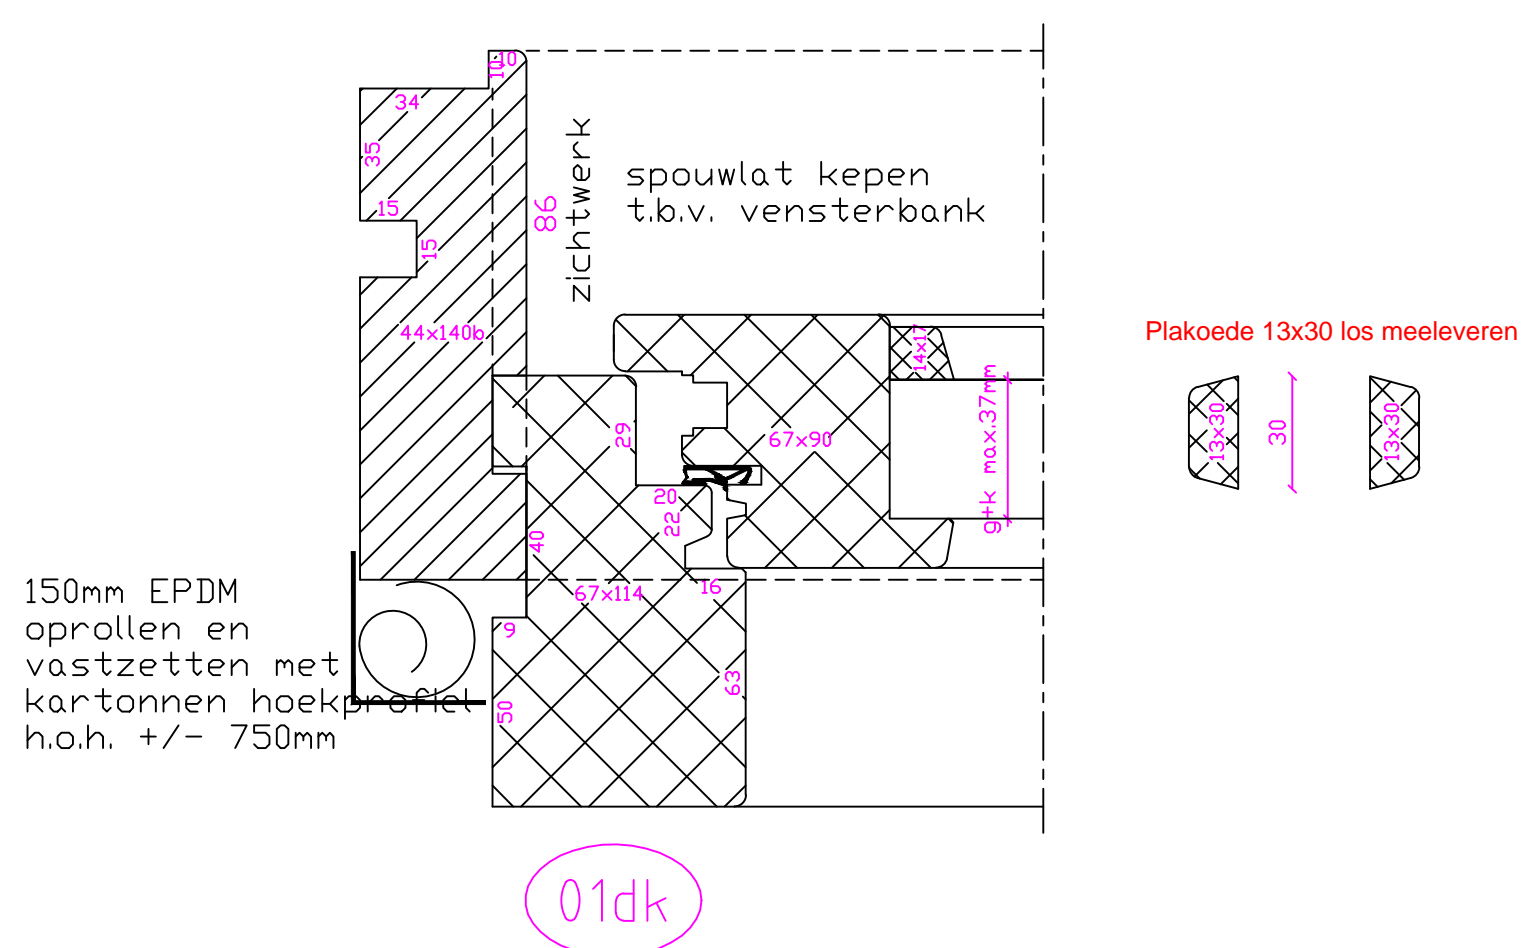 10
10
34
35
15
15
86
zichtwerk
spouwlat kepen
t.b.v. vensterbank
44x140b
Plakoede 13x30 los meeleveren
14x17
g+k max.37mm
29
67x90
13x30
30
13x30
20
22
40
67x114
16
9
63
50
150mm EPDM
oprollen en
vastzetten met
kartonnen hoekprofiel
h.o.h. +/- 750mm
01dk